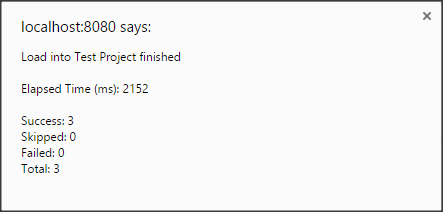 localhost:8080 says:
Load into Test Project finished
Elapsed Time (ms): 2152
Success: 3
Skipped: 0
Failed: 0
Total: 3